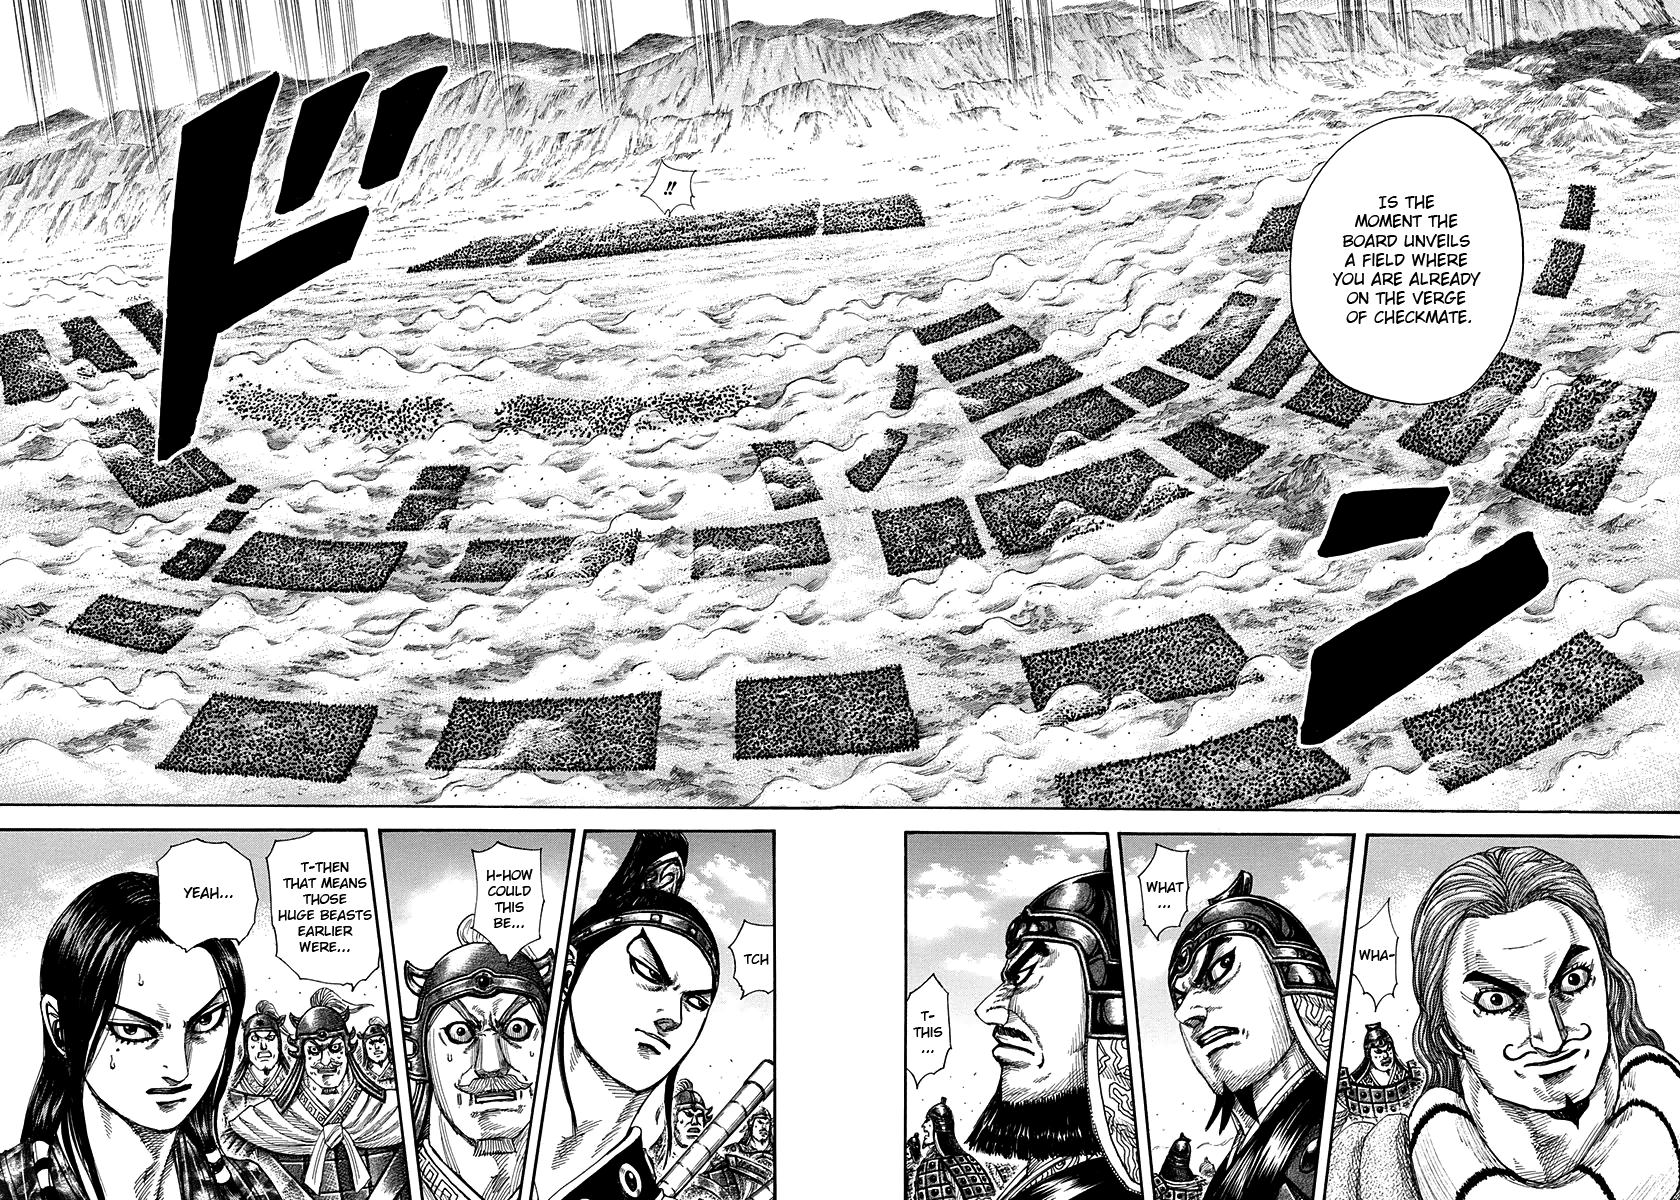 IS THE
MOMENT THE
BOARD UNVEILS
A FIELD WHERE
YOU ARE ALREADY
ON THE VERGE
OF CHECKMATE.
!!
ドン
WHA-
WHAT
...
T-
THIS
...
TCH
H-HOW
COULD
THIS
BE...
T-THEN
THAT MEANS
THOSE
HUGE BEASTS
EARLIER
WERE...
YEAH...